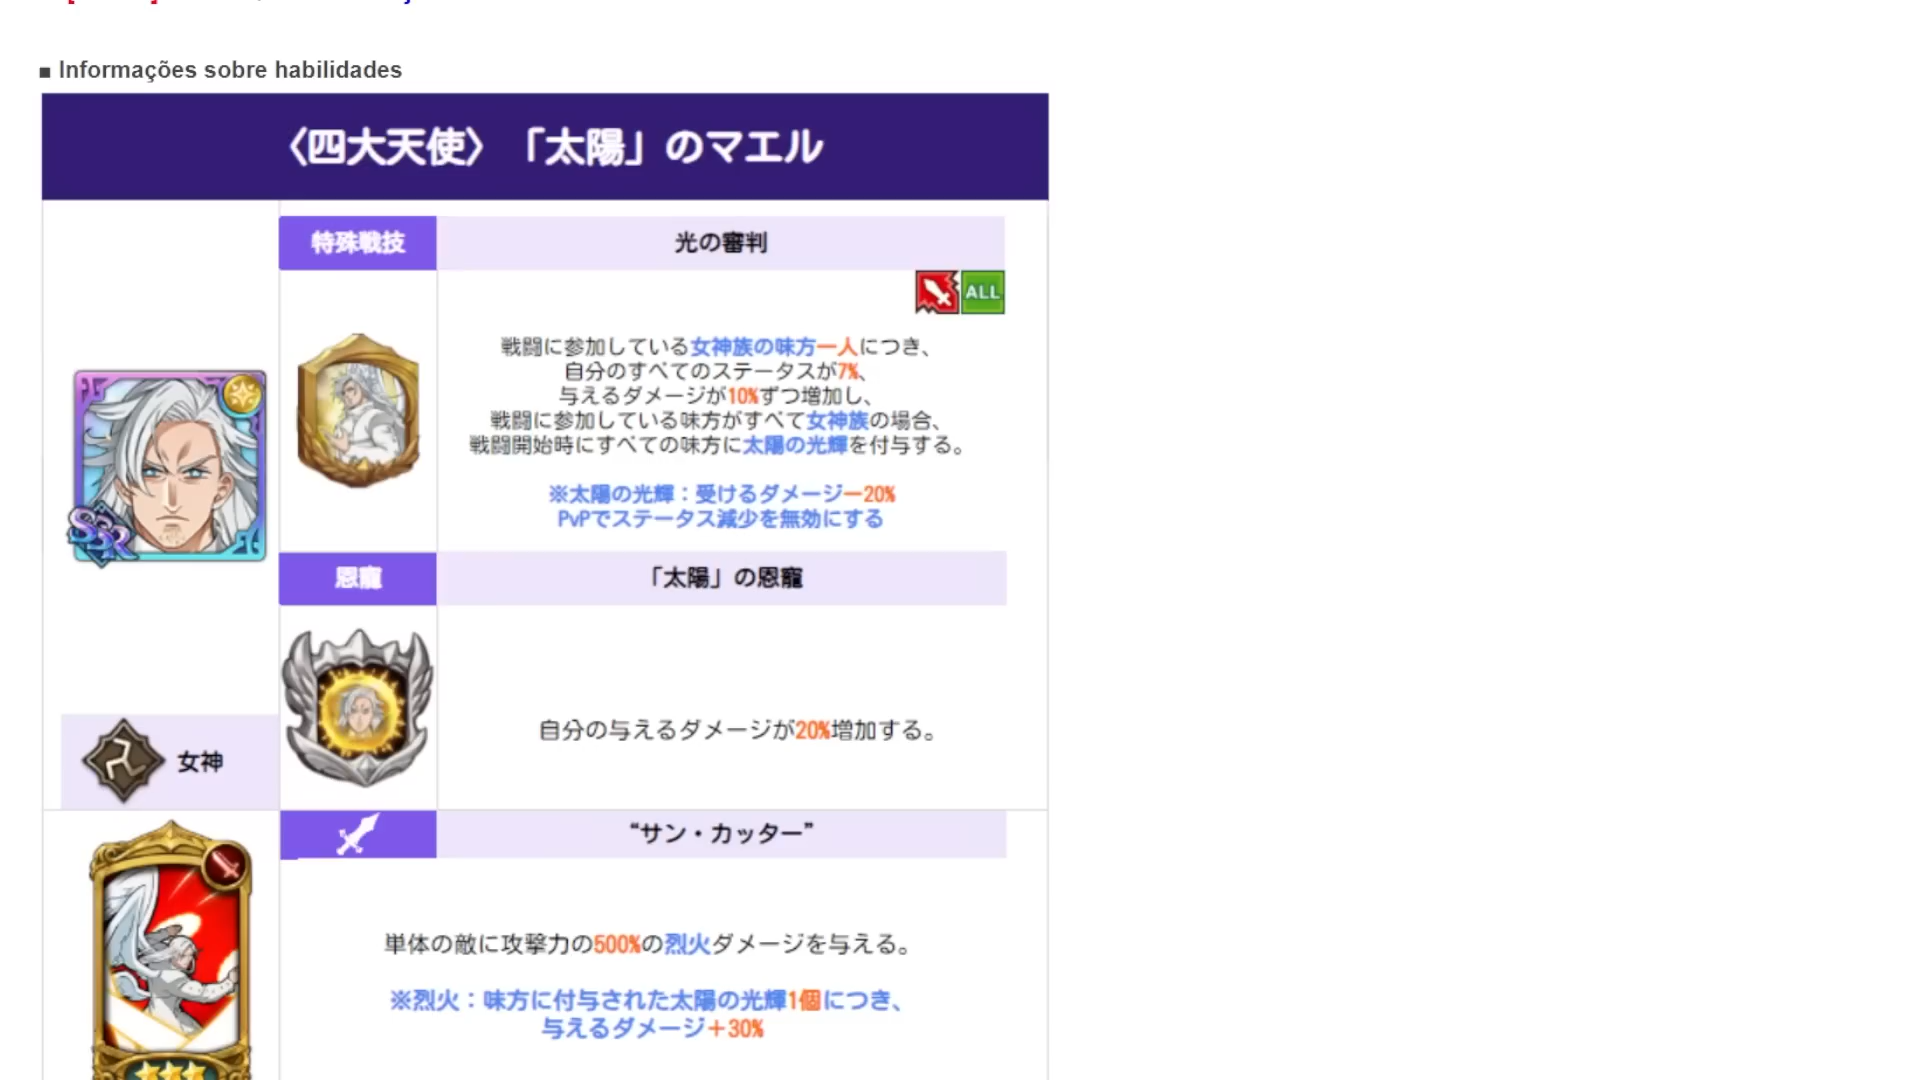 ■ Informações sobre habilidades
〈四大天使〉「太陽」のマエル
特殊戦技
光の審判
ALL
戦闘に参加している女神族の味方一人につき、
自分のすべてのステータスが7%、
与えるダメージが10%ずつ増加し、
戦闘に参加している味方がすべて女神族の場合、
戦闘開始時にすべての味方に太陽の光輝を付与する。
※太陽の光輝：受けるダメージー20%
PvPでステータス減少を無効にする
SSR
恩寵
「太陽」の恩寵
自分の与えるダメージが20%増加する。
女神
“サン・カッター”
単体の敵に攻撃力の500%の烈火ダメージを与える。
※烈火：味方に付与された太陽の光輝1個につき、
与えるダメージ＋30%